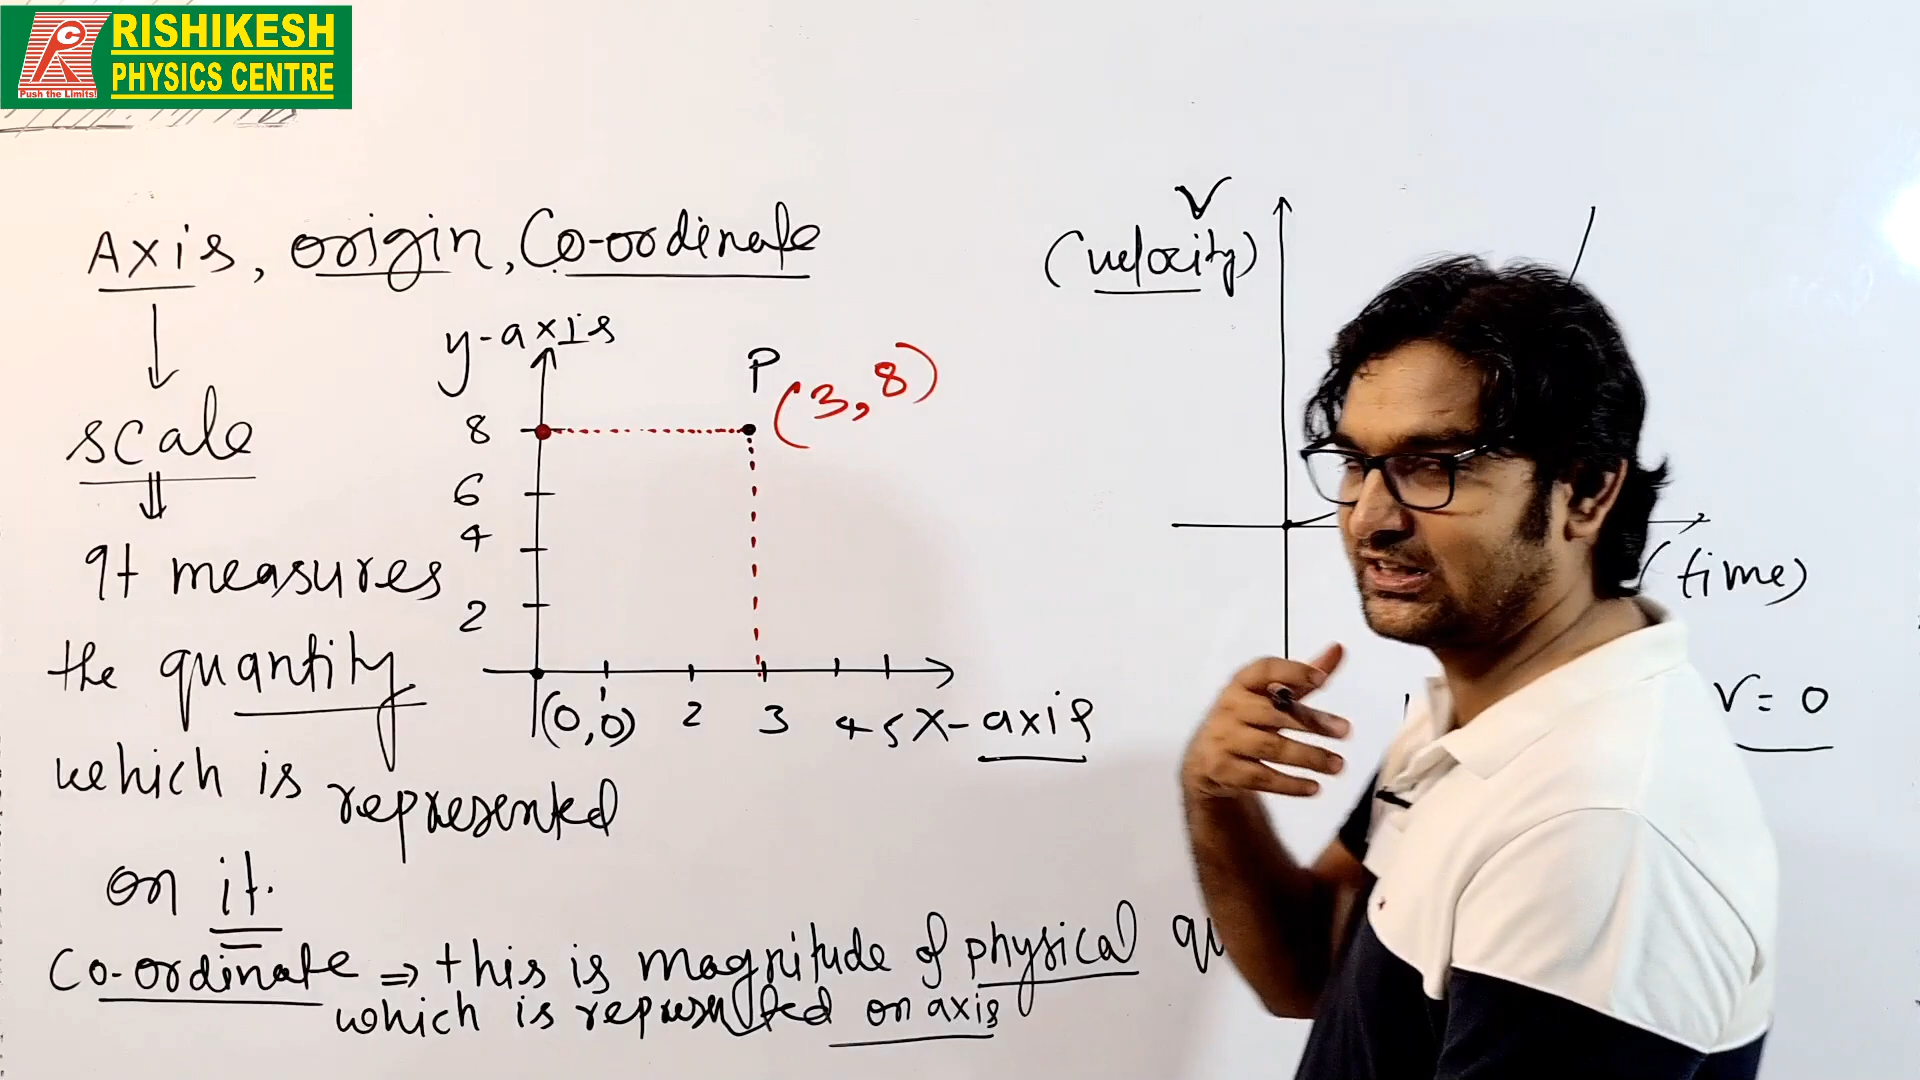 RISHIKESH
PHYSICS CENTRE
Push the Limits!
Axis, origin, Co-ordinate
scale
It measures
the quantity
which is represented
on it.
y-axis
P (3,8)
8
6
4
2
(0,0) 1 2 3 4 5 X-axis
Co-ordinate ⇒ this is magnitude of physical qu
which is represented on axis
V
(velocity)
(time)
V = 0